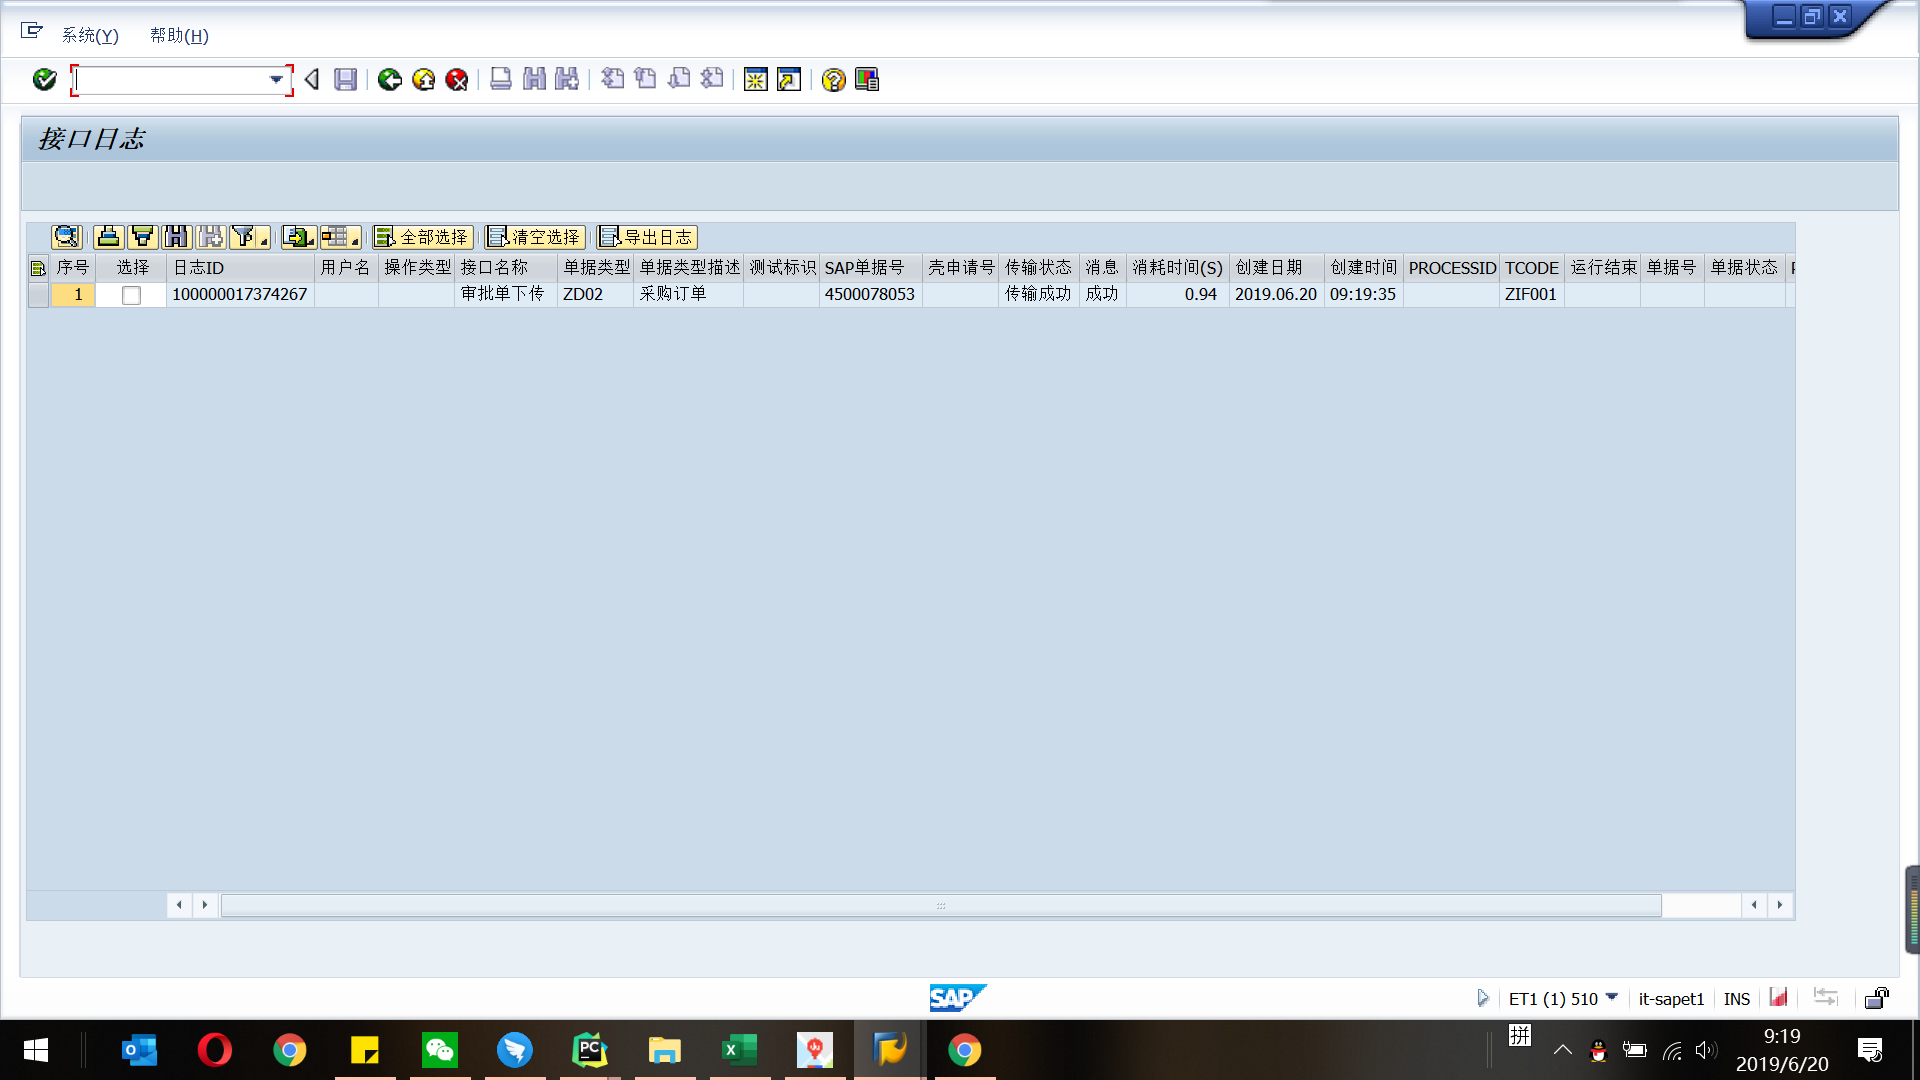 系统(Y) 帮助(H)
接口日志
全部选择 清空选择 导出日志
序号 选择 日志ID 用户名 操作类型 接口名称 单据类型 单据类型描述 测试标识 SAP单据号 壳申请号 传输状态 消息 消耗时间(S) 创建日期 创建时间 PROCESSID TCODE 运行结束 单据号 单据状态
1 100000017374267 审批单下传 ZD02 采购订单 4500078053 传输成功 成功 0.94 2019.06.20 09:19:35 ZIF001
SAP
ET1 (1) 510 it-sapet1 INS
拼
9:19
2019/6/20